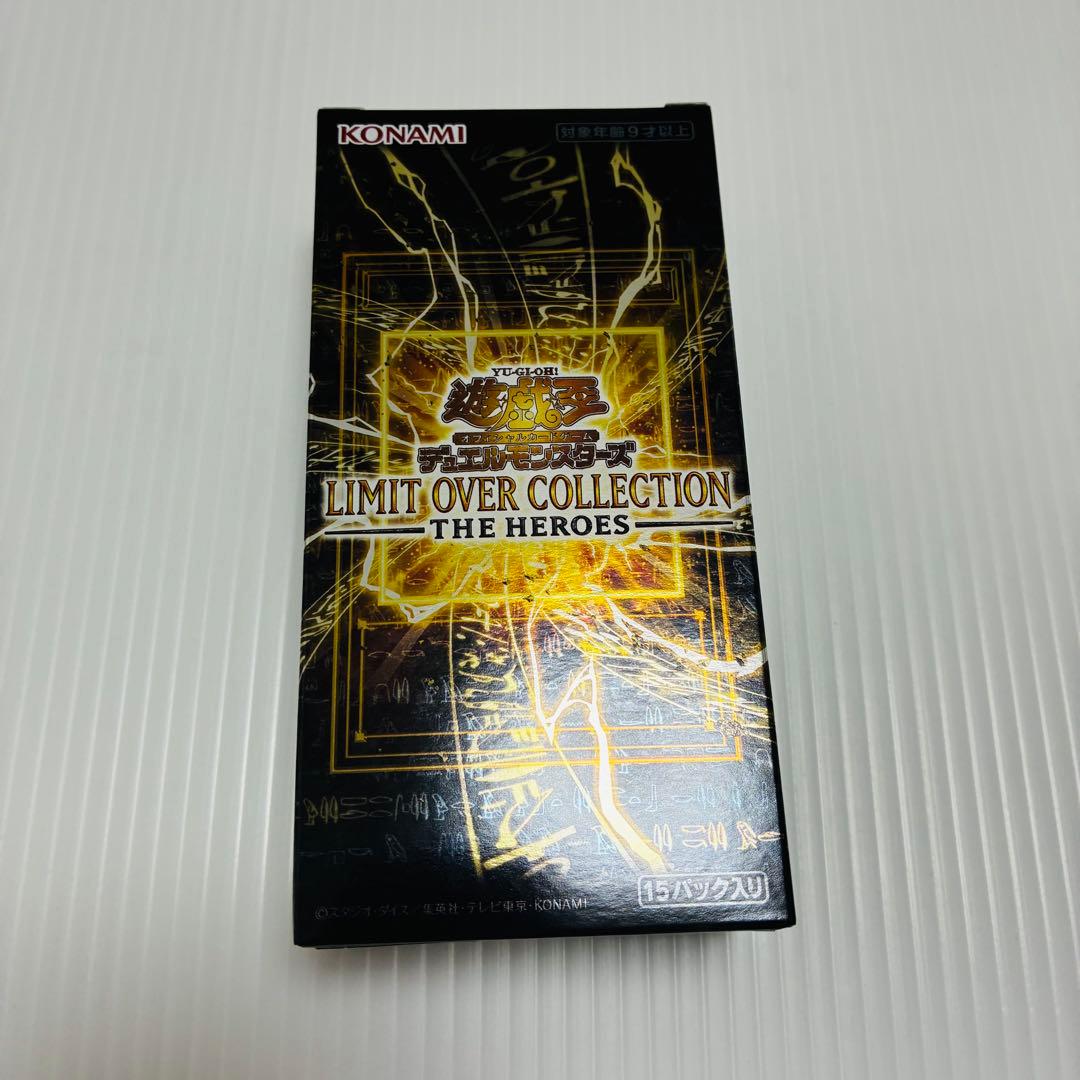 KONAMI
対象年齢9才以上
YU-GI-OH!
遊戯王
オフィシャルカードゲーム
デュエルモンスターズ
LIMIT OVER COLLECTION
THE HEROES
15パック入り
©スタジオ・ダイス/集英社・テレビ東京・KONAMI